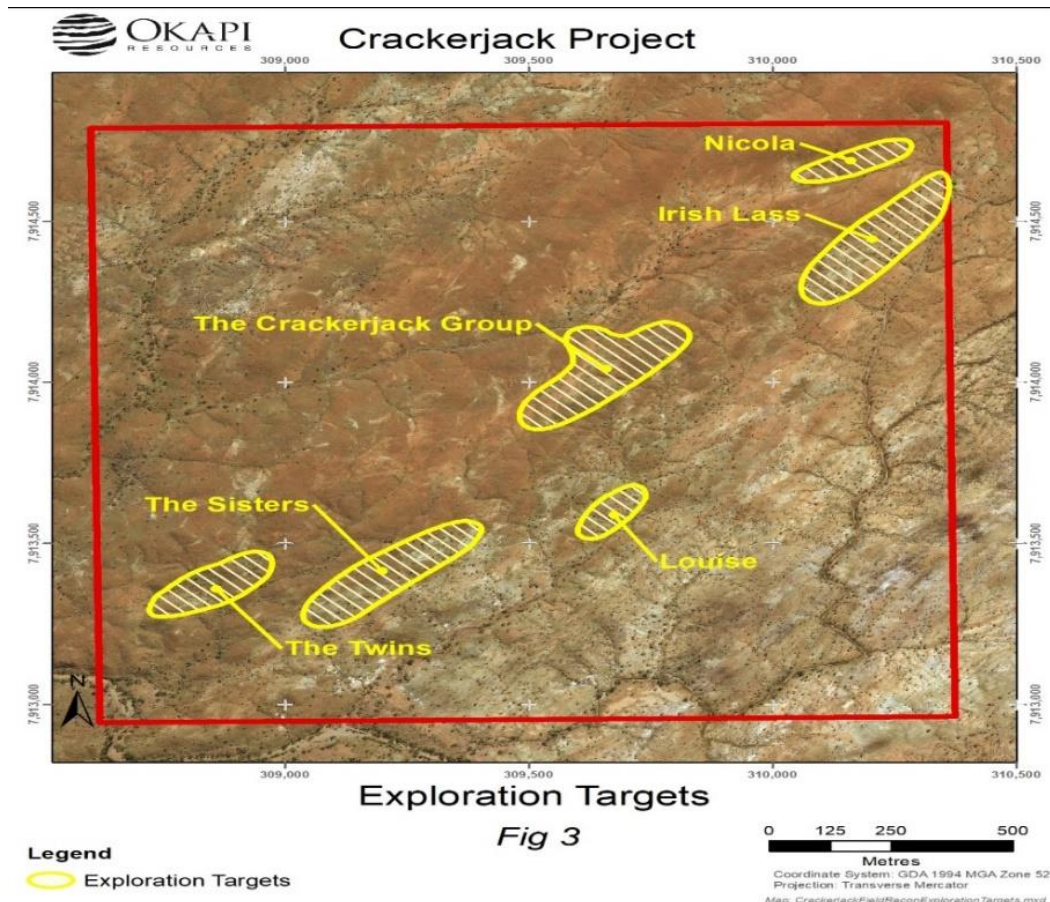 OKAPI
RESOURCES
Crackerjack Project
309,000 309,500 310,000 310,500
Nicola
7,914,500 Irish Lass 7,914,500
The Crackerjack Group
7,914,000 7,914,000
The Sisters
7,913,500 7,913,500
Louise
The Twins
N
7,913,000 7,913,000
309,000 309,500 310,000 310,500
Exploration Targets
Fig 3
Legend
Exploration Targets
0 125 250 500
Metres
Coordinate System: GDA 1994 MGA Zone 52
Projection: Transverse Mercator
Map: CrackerjackFieldReconExplorationTargets.mxd